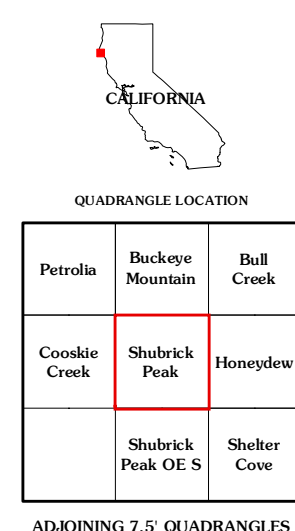 CALIFORNIA
QUADRANGLE LOCATION
Petrolia
Buckeye
Mountain
Bull
Creek
Cooskie
Creek
Shubrick
Peak
Honeydew
Shubrick
Peak OE S
Shelter
Cove
ADJOINING 7.5' QUADRANGLES